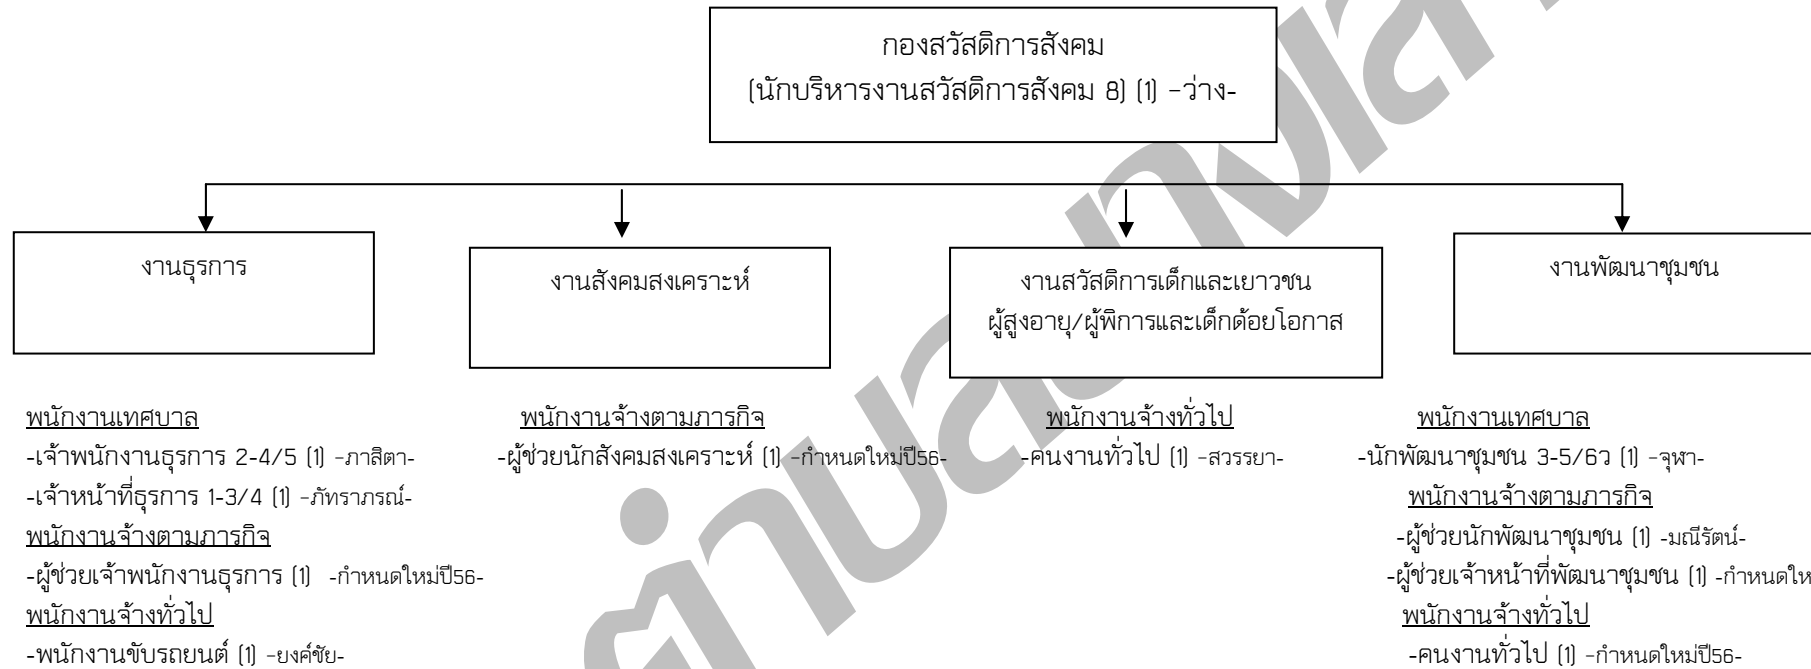 กองสวัสดิการสังคม
(นักบริหารงานสวัสดิการสังคม 8) (1) -ว่าง-
งานธุรการ
งานสังคมสงเคราะห์
งานสวัสดิการเด็กและเยาวชน
ผู้สูงอายุ/ผู้พิการและเด็กด้อยโอกาส
งานพัฒนาชุมชน
พนักงานเทศบาล
-เจ้าพนักงานธุรการ 2-4/5 (1) -ภาสิตา-
-เจ้าหน้าที่ธุรการ 1-3/4 (1) -ภัทราภรณ์-
พนักงานจ้างตามภารกิจ
-ผู้ช่วยเจ้าพนักงานธุรการ (1) -กำหนดใหม่ปี56-
พนักงานจ้างทั่วไป
-พนักงานขับรถยนต์ (1) -ยงค์ชัย-
พนักงานจ้างตามภารกิจ
-ผู้ช่วยนักสังคมสงเคราะห์ (1) -กำหนดใหม่ปี56-
พนักงานจ้างทั่วไป
-คนงานทั่วไป (1) -สวรรยา-
พนักงานเทศบาล
-นักพัฒนาชุมชน 3-5/6ว (1) -จุฬา-
พนักงานจ้างตามภารกิจ
-ผู้ช่วยนักพัฒนาชุมชน (1) -มณีรัตน์-
-ผู้ช่วยเจ้าหน้าที่พัฒนาชุมชน (1) -กำหนดให
พนักงานจ้างทั่วไป
-คนงานทั่วไป (1) -กำหนดใหม่ปี56-